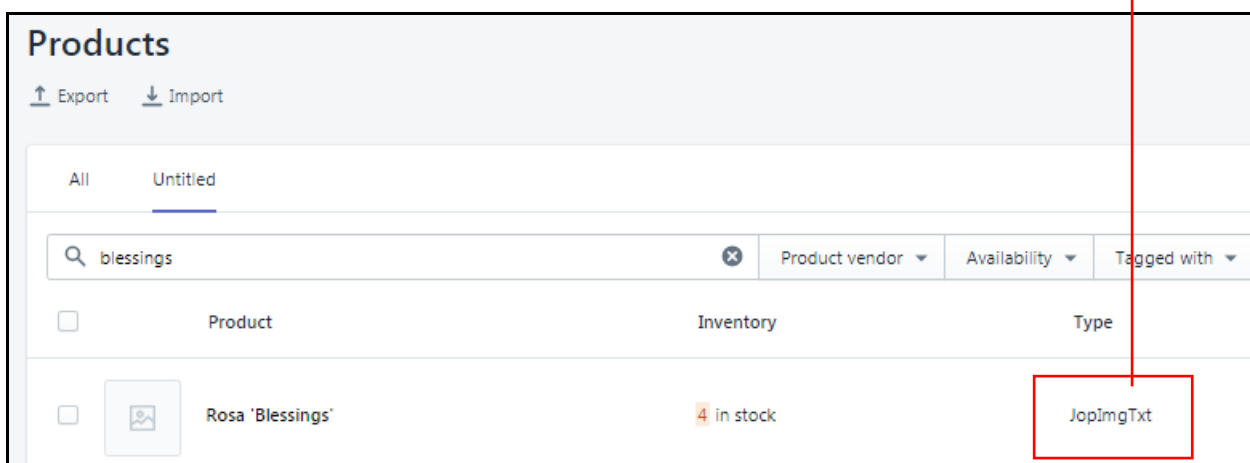 Products
Export Import
All Untitled
blessings Product vendor Availability Tagged with
Product Inventory Type
Rosa 'Blessings' 4 in stock JopImgTxt